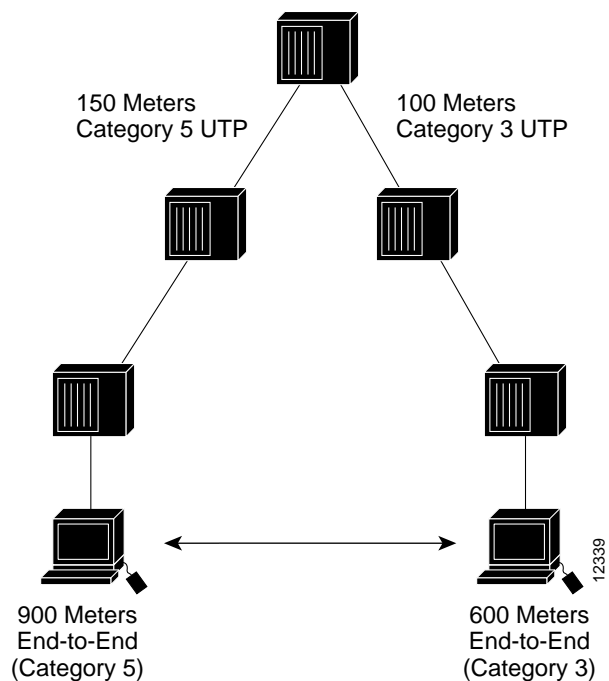 150 Meters
Category 5 UTP
100 Meters
Category 3 UTP
12339
900 Meters
End-to-End
(Category 5)
600 Meters
End-to-End
(Category 3)